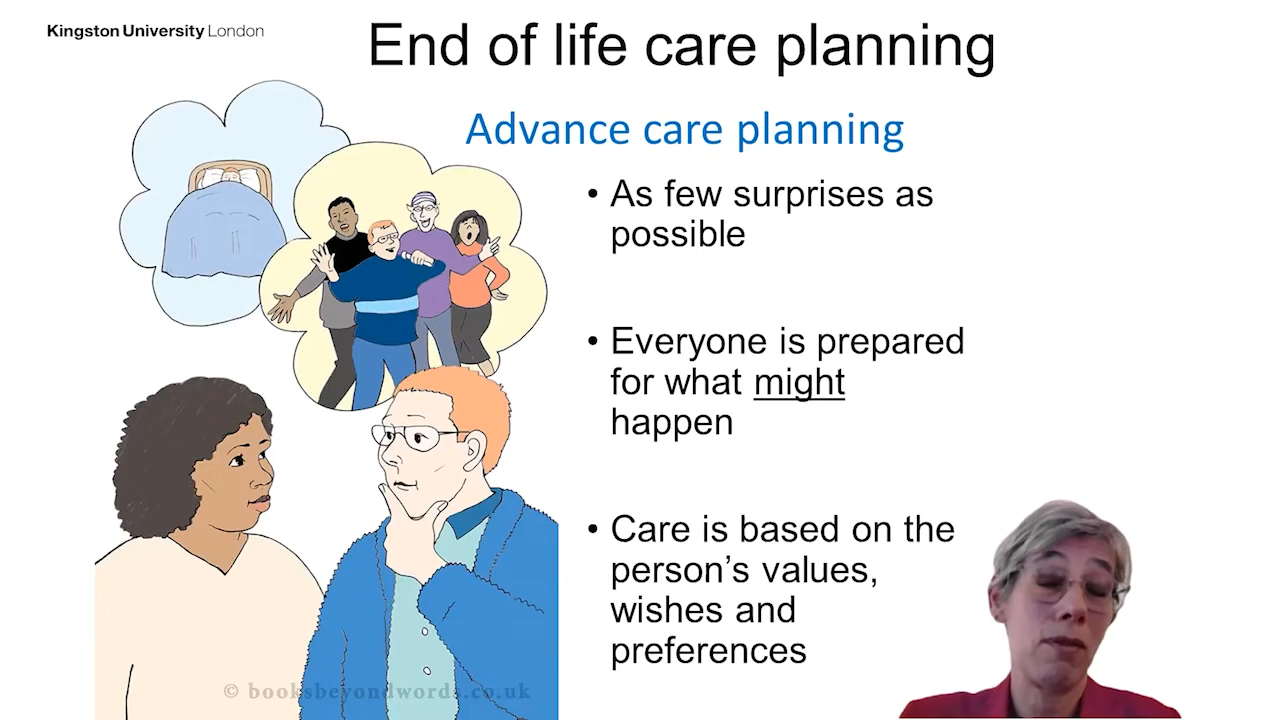 Kingston University London
End of life care planning
Advance care planning
• As few surprises as
possible
• Everyone is prepared
for what might
happen
• Care is based on the
person’s values,
wishes and
preferences
© booksbeyondwords.co.uk